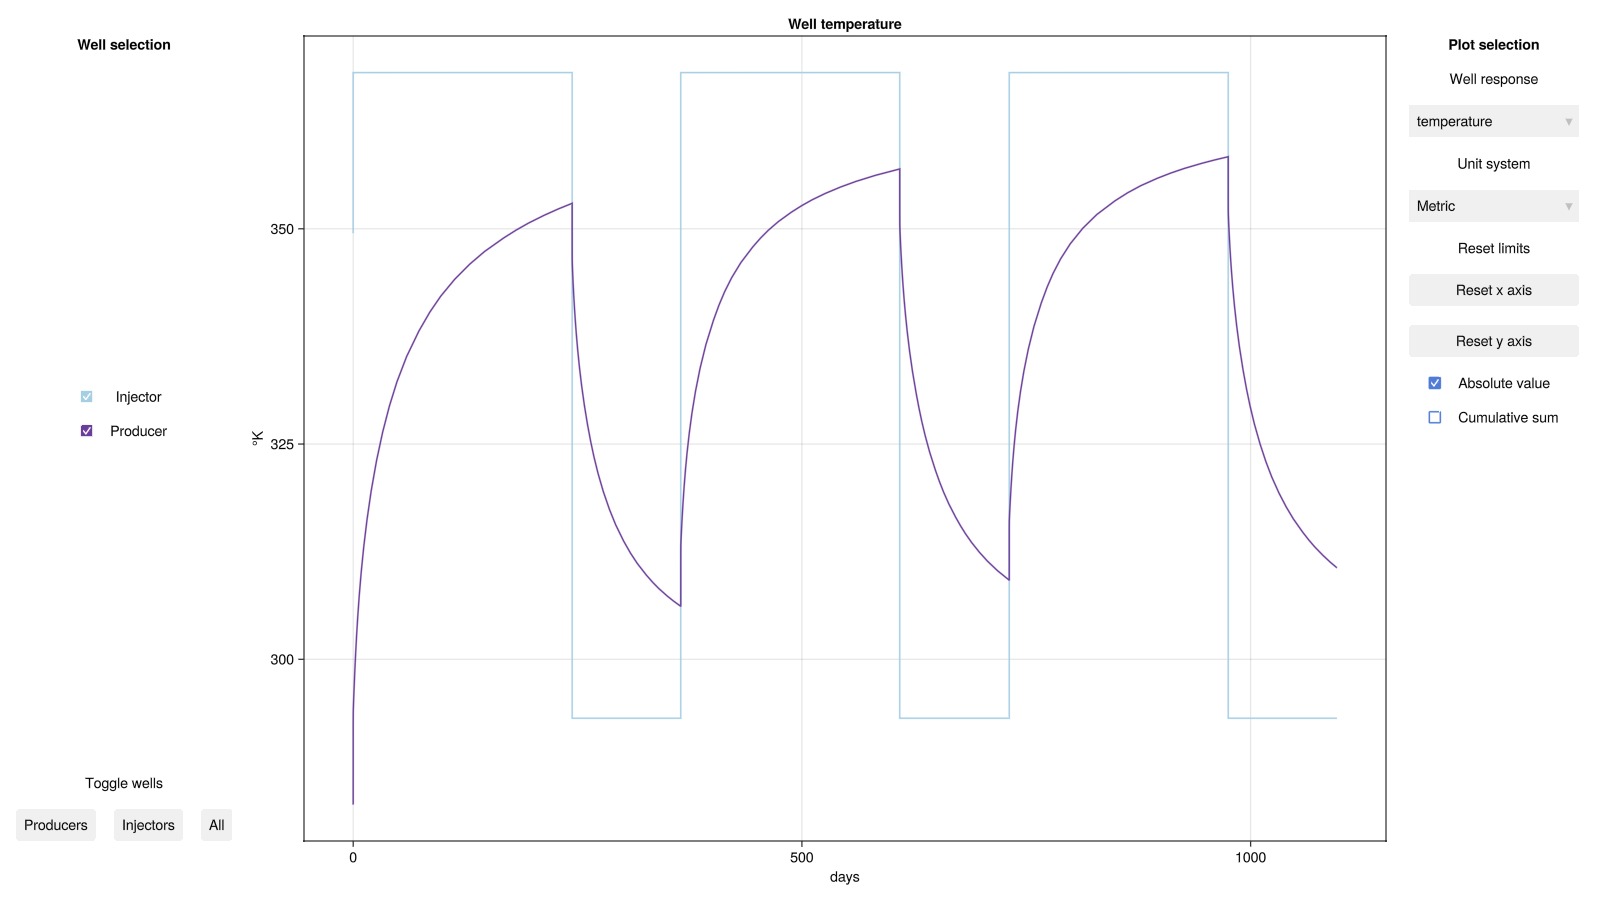 Well temperature
Well selection
Injector
Producer
Toggle wells
Producers Injectors All
°K
350
325
300
0 500 1000
days
Plot selection
Well response
temperature ▼
Unit system
Metric ▼
Reset limits
Reset x axis
Reset y axis
Absolute value
Cumulative sum